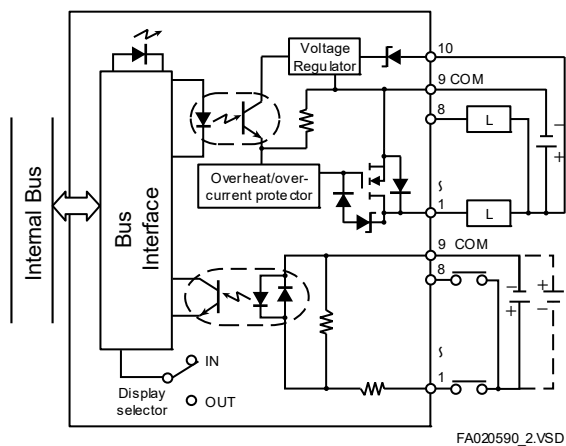 Internal Bus
Bus Interface
Voltage Regulator
Overheat/over-current protector
Display selector
IN
OUT
10
9 COM
8
L
−
+
∽
1
L
9 COM
8
−
+
+
−
∽
1
FA020590_2.VSD